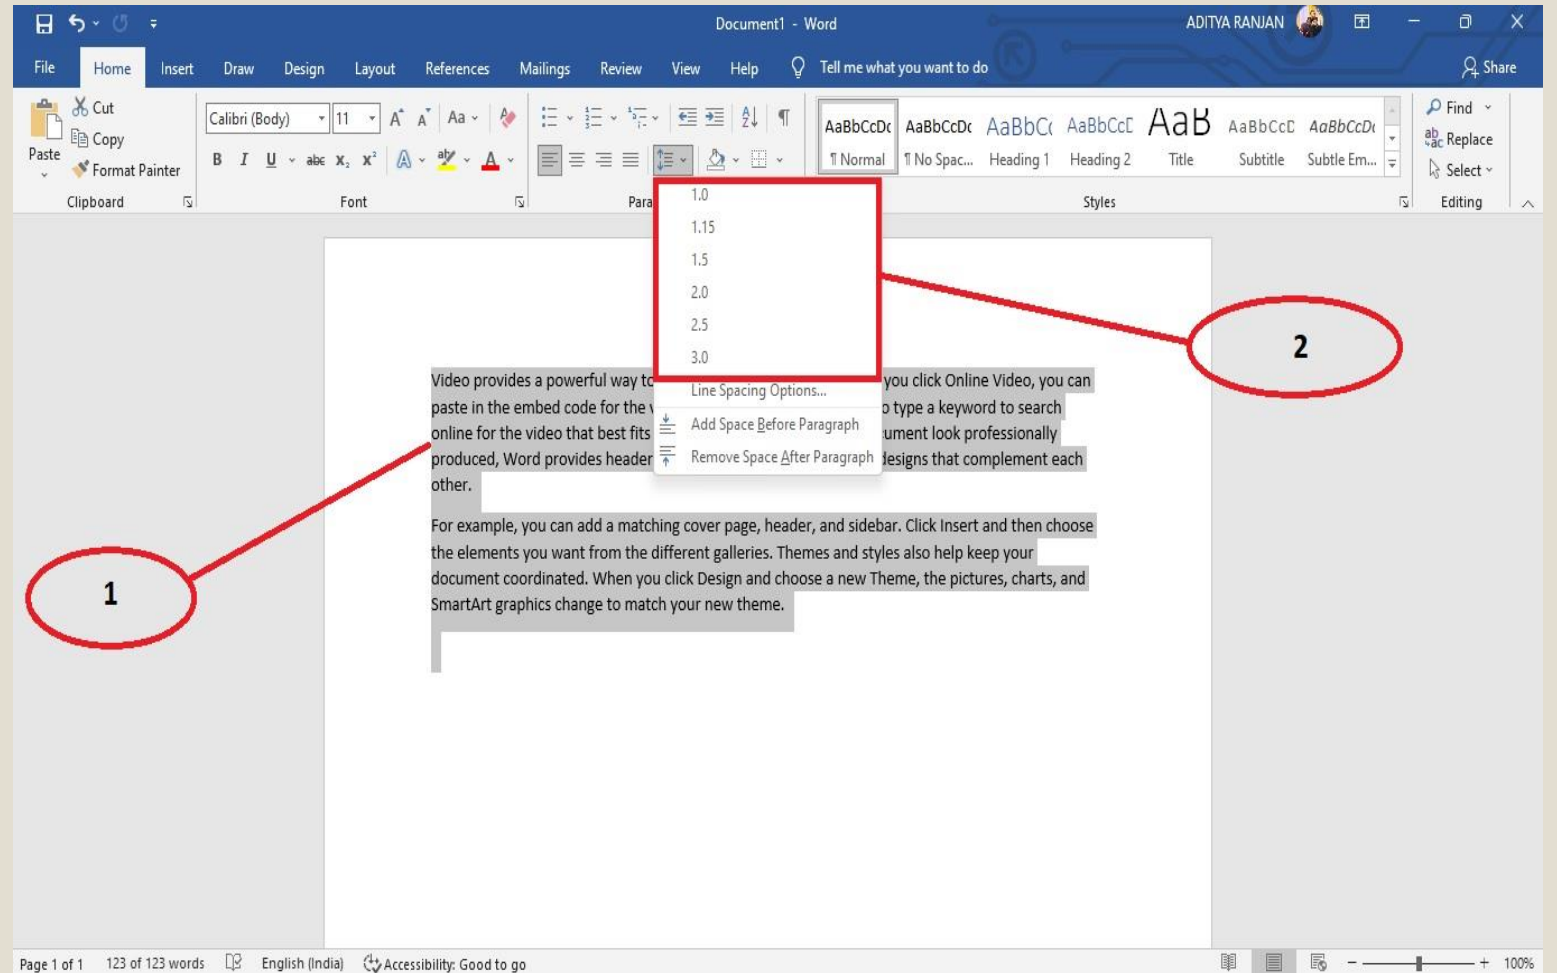 Document1 - Word
ADITYA RANJAN
File Home Insert Draw Design Layout References Mailings Review View Help Tell me what you want to do Share
Cut
Copy
Paste
Format Painter
Clipboard
Calibri (Body) 11 Aa
B I U abc x₂ x²
Font
Para
AaBbCcDc AaBbCcDc AaBbCc AaBbCcD AaB AaBbCcD AaBbCcDc
¶ Normal ¶ No Spac... Heading 1 Heading 2 Title Subtitle Subtle Em...
Styles
Find
Replace
Select
Editing
1.0
1.15
1.5
2.0
2.5
3.0
Line Spacing Options...
Add Space Before Paragraph
Remove Space After Paragraph
2
1
Video provides a powerful way to you click Online Video, you can
paste in the embed code for the type a keyword to search
online for the video that best fits look professionally
produced, Word provides header designs that complement each
other.
For example, you can add a matching cover page, header, and sidebar. Click Insert and then choose
the elements you want from the different galleries. Themes and styles also help keep your
document coordinated. When you click Design and choose a new Theme, the pictures, charts, and
SmartArt graphics change to match your new theme.
Page 1 of 1 123 of 123 words English (India) Accessibility: Good to go 100%